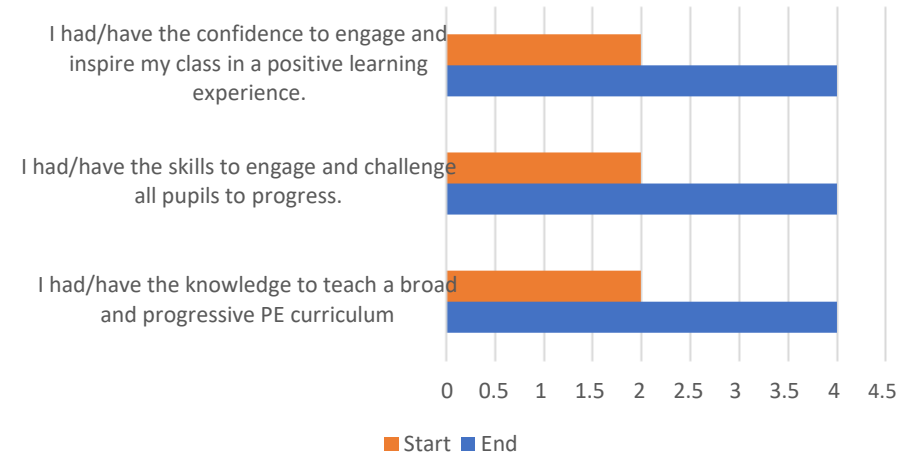 I had/have the confidence to engage and
inspire my class in a positive learning
experience.
I had/have the skills to engage and challenge
all pupils to progress.
I had/have the knowledge to teach a broad
and progressive PE curriculum
0 0.5 1 1.5 2 2.5 3 3.5 4 4.5
Start End